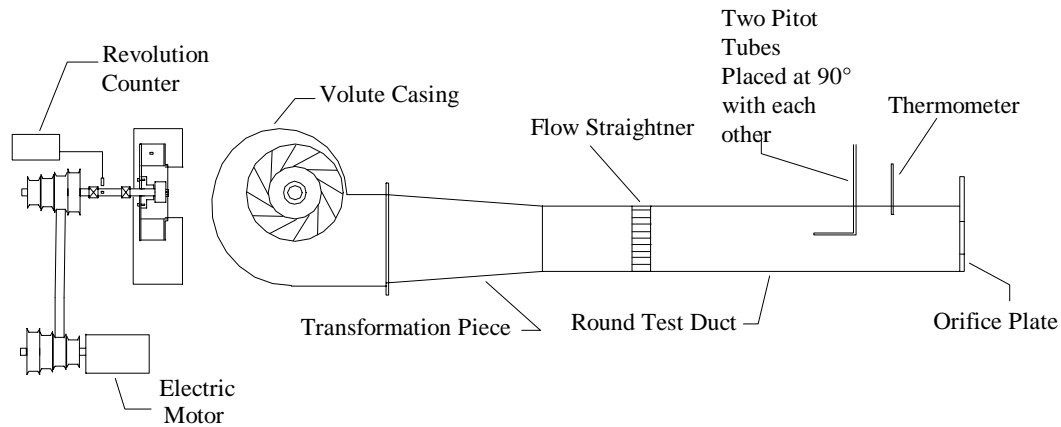 Revolution
Counter
Volute Casing
Flow Straightner
Two Pitot
Tubes
Placed at 90°
with each
other
Thermometer
Transformation Piece
Round Test Duct
Orifice Plate
Electric
Motor